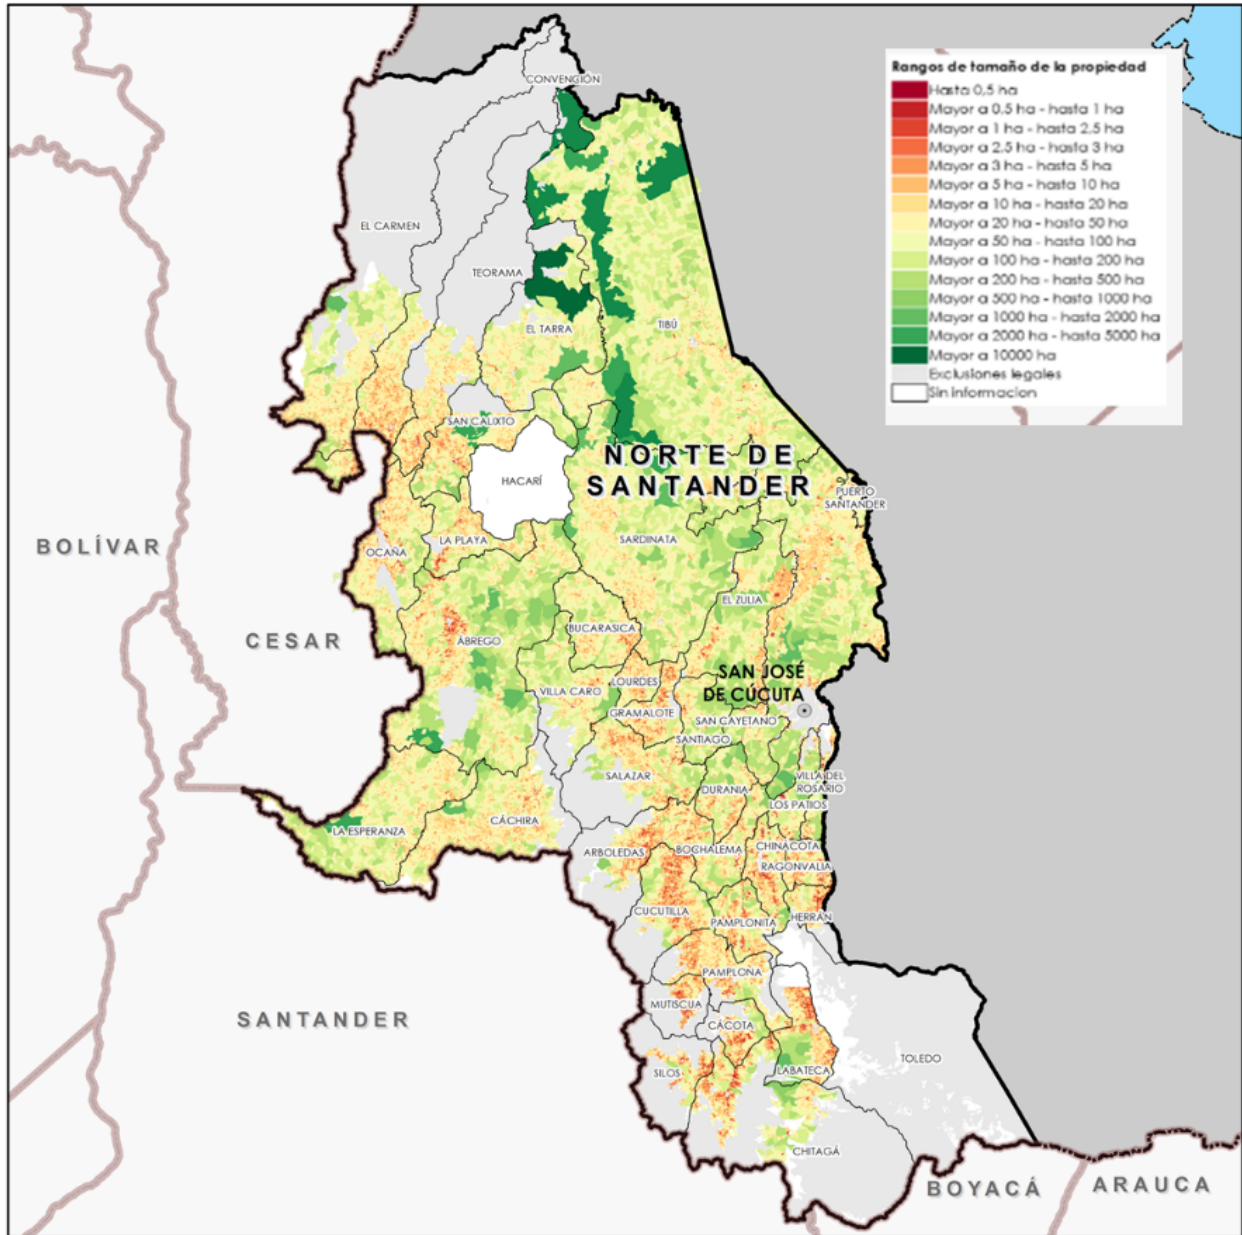 Rangos de tamaño de la propiedad
Hasta 0,5 ha
Mayor a 0,5 ha - hasta 1 ha
Mayor a 1 ha - hasta 2,5 ha
Mayor a 2,5 ha - hasta 3 ha
Mayor a 3 ha - hasta 5 ha
Mayor a 5 ha - hasta 10 ha
Mayor a 10 ha - hasta 20 ha
Mayor a 20 ha - hasta 50 ha
Mayor a 50 ha - hasta 100 ha
Mayor a 100 ha - hasta 200 ha
Mayor a 200 ha - hasta 500 ha
Mayor a 500 ha - hasta 1000 ha
Mayor a 1000 ha - hasta 2000 ha
Mayor a 2000 ha - hasta 5000 ha
Mayor a 10000 ha
Exclusiones legales
Sin informacion
CONVENCIÓN
EL CARMEN
TEORAMA
EL TARRA
TIBÚ
SAN CALIXTO
NORTE DE
SANTANDER
HACARÍ
PUERTO
SANTANDER
BOLÍVAR
OCAÑA
LA PLAYA
SARDINATA
EL ZULIA
CESAR
ÁBREGO
BUCARASICA
SAN JOSÉ
DE CÚCUTA
VILLA CARO
LOURDES
GRAMALOTE
SAN CAYETANO
SANTIAGO
SALAZAR
DURANIA
VILLA DEL
ROSARIO
LOS PATIOS
LA ESPERANZA
CÁCHIRA
ARBOLEDAS
BOCHALEMA
CHINÁCOTA
RAGONVALIA
CUCUTILLA
PAMPLONITA
HERRÁN
PAMPLONA
MUTISCUA
CÁCOTA
SANTANDER
SILOS
LABATECA
TOLEDO
CHITAGÁ
BOYACÁ
ARAUCA